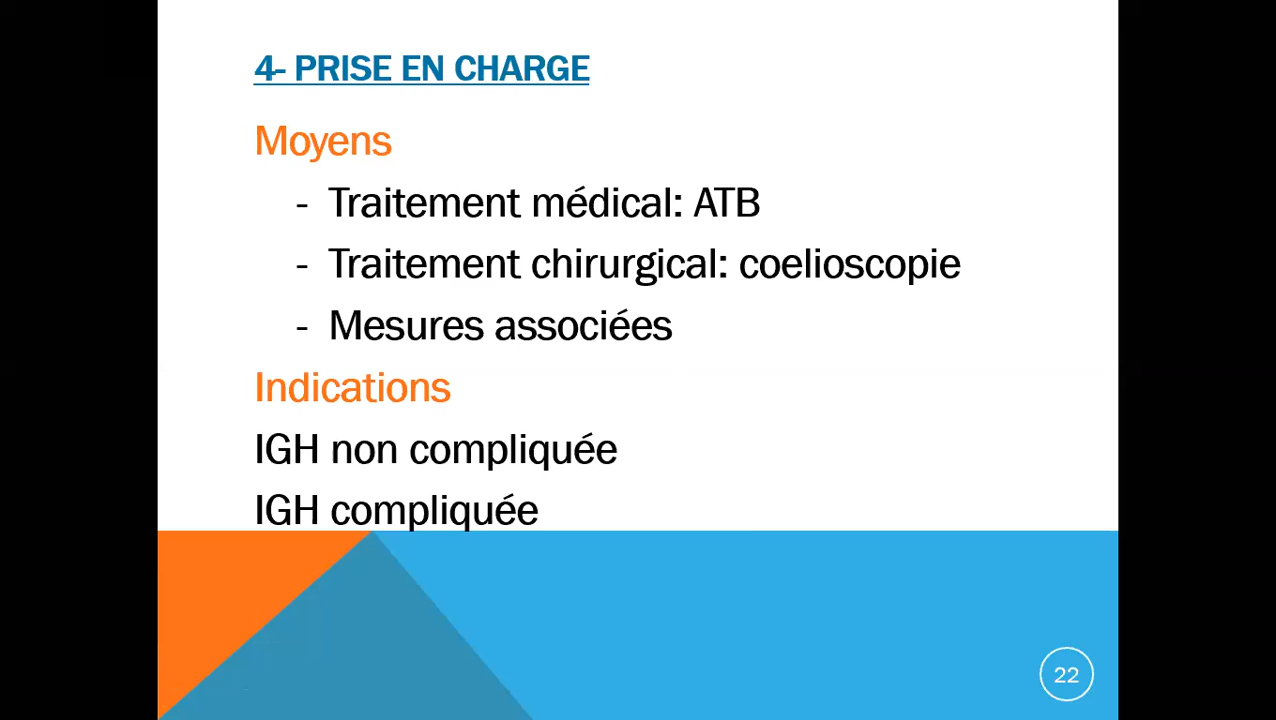 4- PRISE EN CHARGE
Moyens
- Traitement médical: ATB
- Traitement chirurgical: coelioscopie
- Mesures associées
Indications
IGH non compliquée
IGH compliquée
22